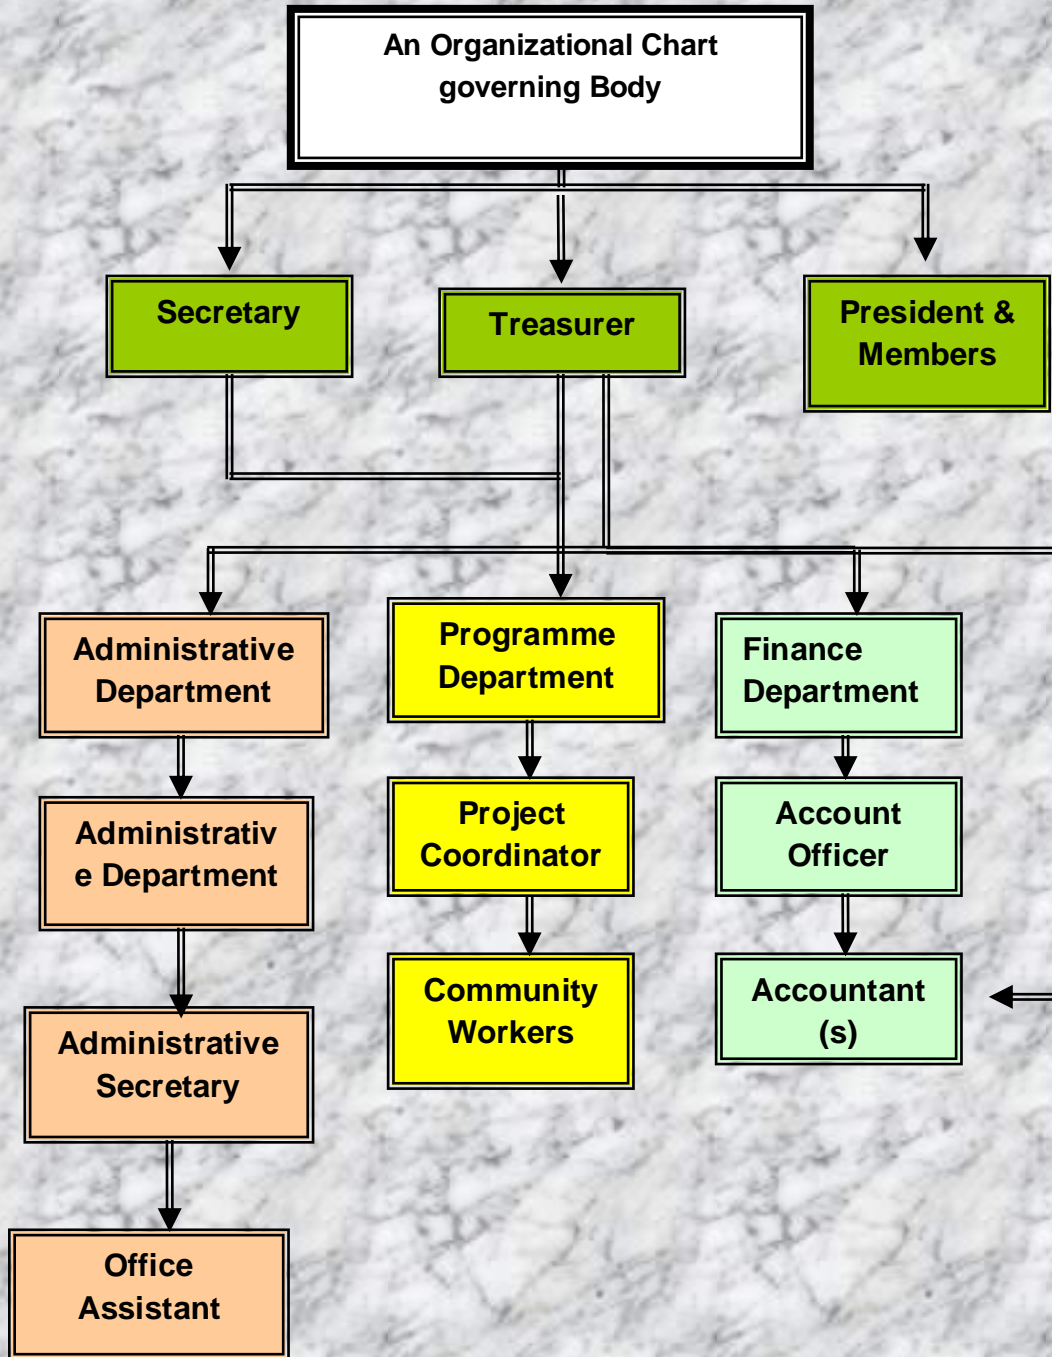 An Organizational Chart
governing Body
Secretary
Treasurer
President &
Members
Administrative
Department
Programme
Department
Finance
Department
Administrativ
e Department
Project
Coordinator
Account
Officer
Administrative
Secretary
Community
Workers
Accountant
(s)
Office
Assistant